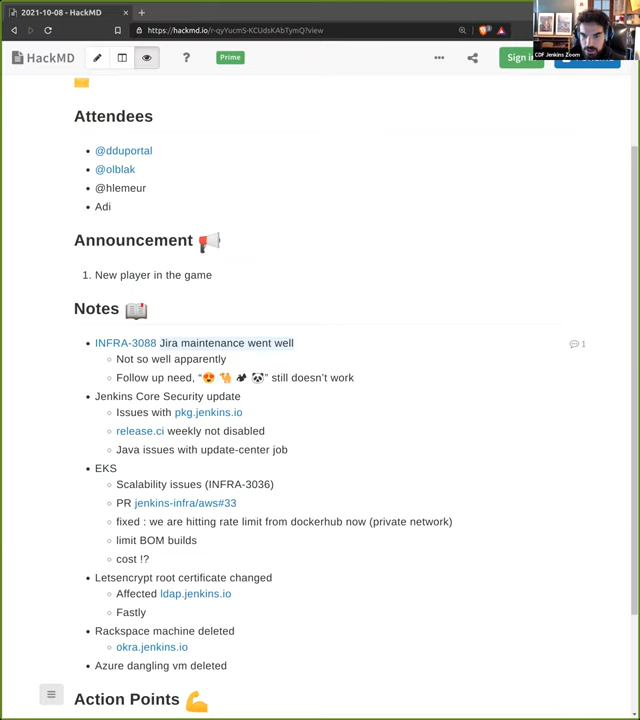 2021-10-08 - HackMD
https://hackmd.io/r-qyYucmS-KCUdsKAbTymQ?view
CDF Jenkins Zoom
HackMD
?
Prime
Sign
Attendees
@dduportal
@olblak
@hlemeur
Adi
Announcement 📢
1. New player in the game
Notes 📖
INFRA-3088 Jira maintenance went well
1
Not so well apparently
Follow up need, “😍 🐫 🏕 🐼” still doesn’t work
Jenkins Core Security update
Issues with pkg.jenkins.io
release.ci weekly not disabled
Java issues with update-center job
EKS
Scalability issues (INFRA-3036)
PR jenkins-infra/aws#33
fixed : we are hitting rate limit from dockerhub now (private network)
limit BOM builds
cost !?
Letsencrypt root certificate changed
Affected ldap.jenkins.io
Fastly
Rackspace machine deleted
okra.jenkins.io
Azure dangling vm deleted
Action Points 💪